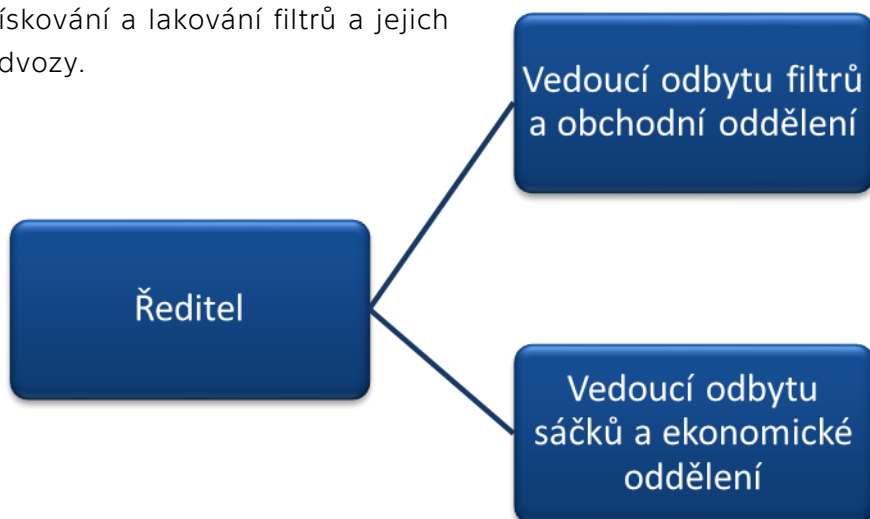 ískování a lakování filtrů a jejich
dvozy.
Vedoucí odbytu filtrů
a obchodní oddělení
Ředitel
Vedoucí odbytu
sáčků a ekonomické
oddělení